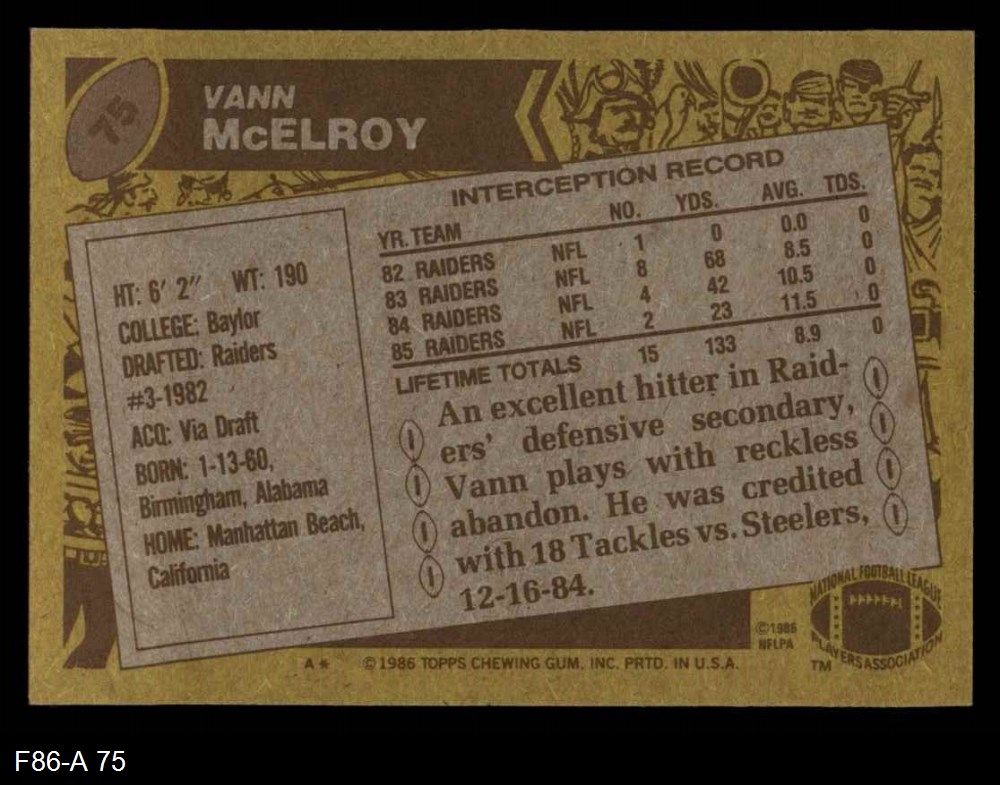 75
VANN
McELROY
INTERCEPTION RECORD
YR. TEAM NO. YDS. AVG. TDS.
82 RAIDERS NFL 1 0 0.0 0
83 RAIDERS NFL 8 68 8.5 0
84 RAIDERS NFL 4 42 10.5 0
85 RAIDERS NFL 2 23 11.5 0
LIFETIME TOTALS 15 133 8.9 0
HT: 6' 2" WT: 190
COLLEGE: Baylor
DRAFTED: Raiders
#3-1982
ACQ: Via Draft
BORN: 1-13-60,
Birmingham, Alabama
HOME: Manhattan Beach,
California
An excellent hitter in Raid-
ers' defensive secondary,
Vann plays with reckless
abandon. He was credited
with 18 Tackles vs. Steelers,
12-16-84.
©1986
NFLPA
NATIONAL FOOTBALL LEAGUE
PLAYERS ASSOCIATION
TM
A* ©1986 TOPPS CHEWING GUM, INC. PRTD. IN U.S.A.
F86-A 75